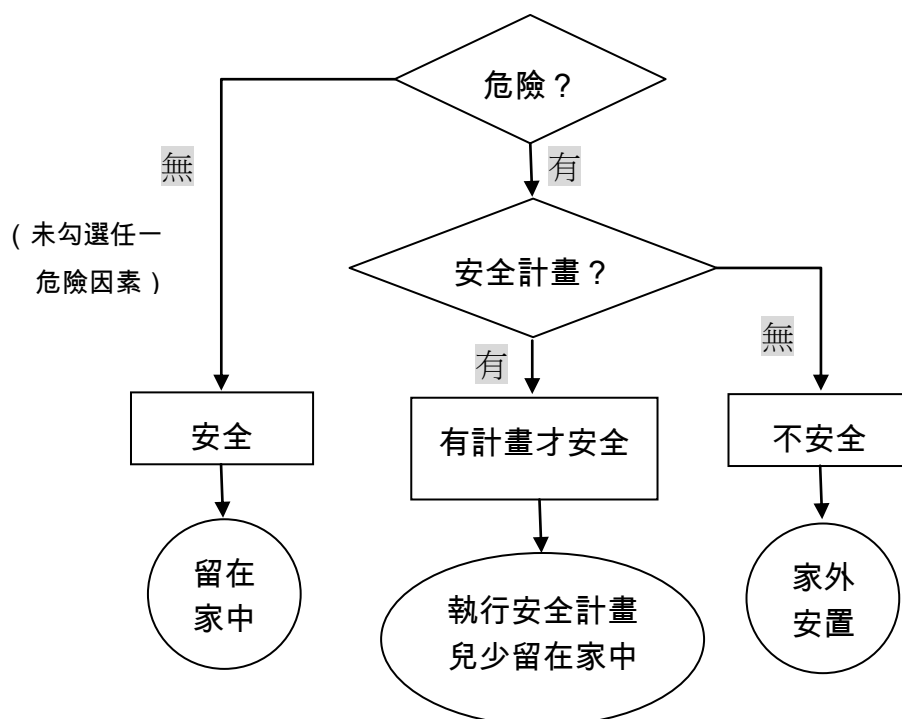 危險？
無
有
（未勾選任一
危險因素）
安全計畫？
有
無
安全
有計畫才安全
不安全
留在
家中
執行安全計畫
兒少留在家中
家外
安置